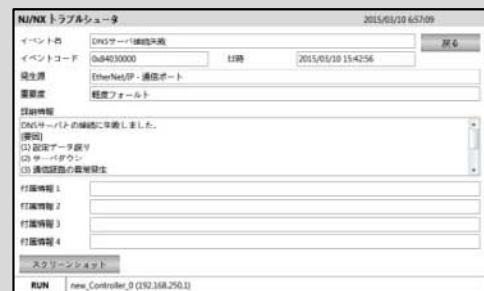 NJ/NX トラブルシュータ 2015/03/10 6:57:09
イベント名 DNSサーバ接続失敗 戻る
イベントコード 0x84030000 日時 2015/03/10 15:42:56
発生源 EtherNet/IP - 通信ポート
重要度 軽度フォールト
詳細情報
DNSサーバとの接続に失敗しました。
[要因]
(1) 設定データ誤り
(2) サーバダウン
(3) 通信経路の異常発生
付属情報 1
付属情報 2
付属情報 3
付属情報 4
スクリーンショット
RUN new_Controller_0 (192.168.250.1)